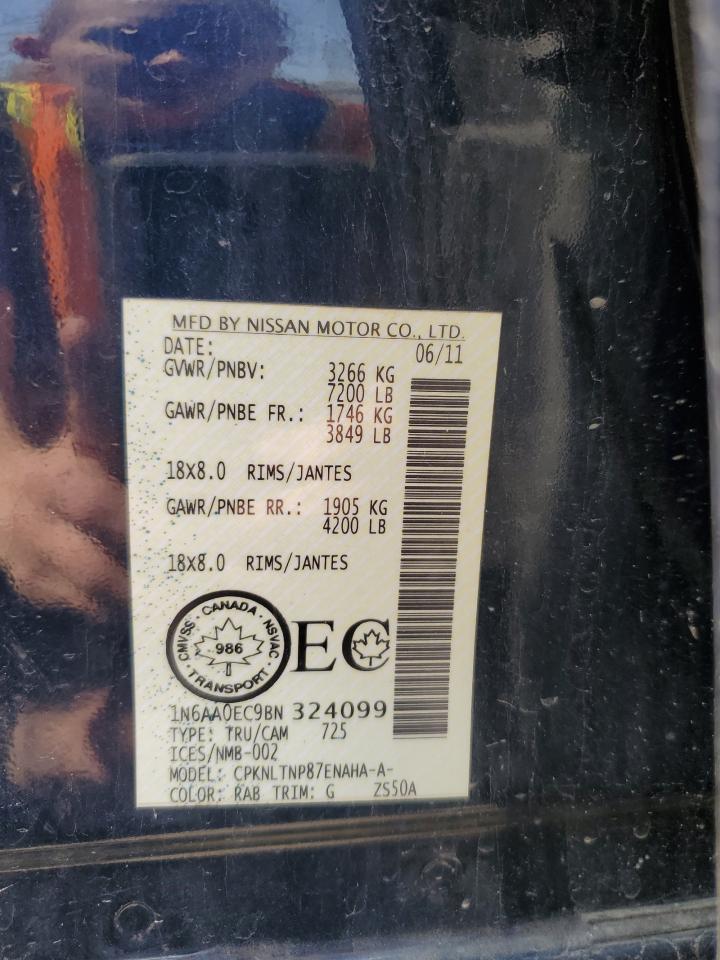 MFD BY NISSAN MOTOR CO., LTD.
DATE: 06/11
GVWR/PNBV: 3266 KG
7200 LB
GAWR/PNBE FR.: 1746 KG
3849 LB
18X8.0 RIMS/JANTES
GAWR/PNBE RR.: 1905 KG
4200 LB
18X8.0 RIMS/JANTES
CMVSS · CANADA · NSVAC · TRANSPORT ·
986
EC
1N6AA0EC9BN 324099
TYPE: TRU/CAM 725
ICES/NMB-002
MODEL: CPKNLTNP87ENAHA-A-
COLOR: RAB TRIM: G ZS50A